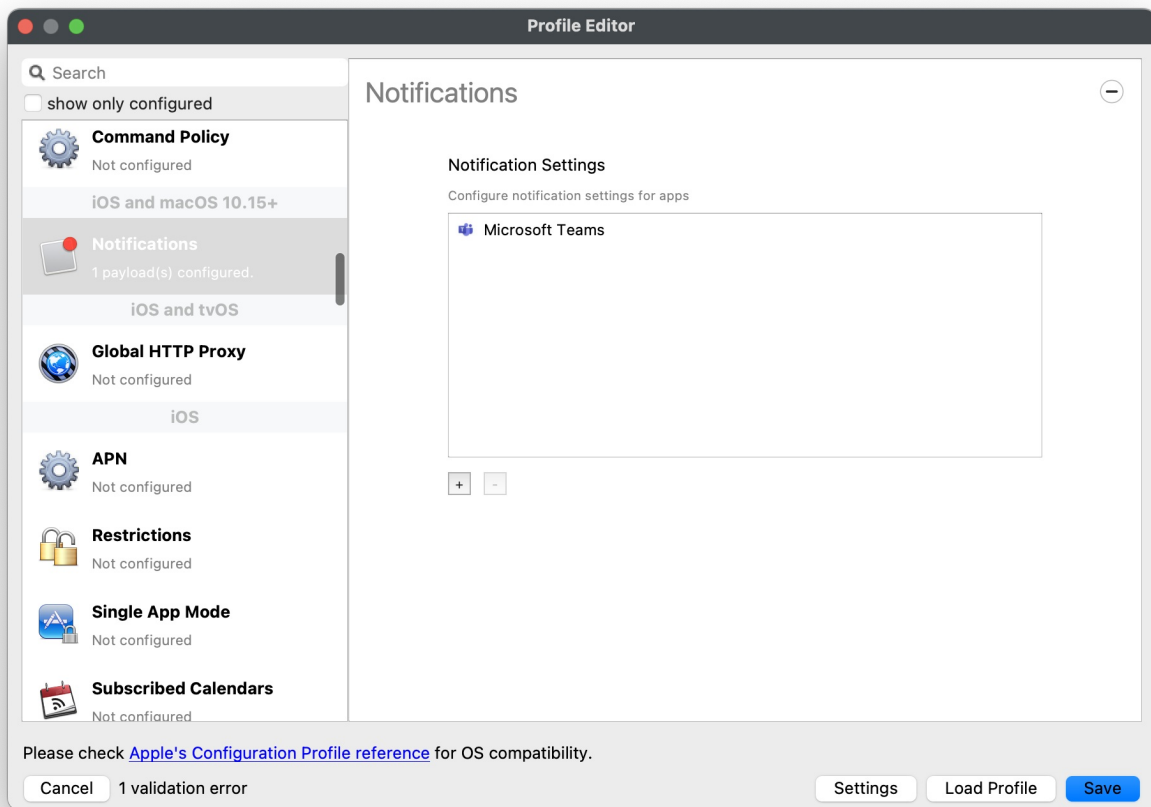 Profile Editor
Search
show only configured
Command Policy
Not configured
iOS and macOS 10.15+
Notifications
1 payload(s) configured.
iOS and tvOS
Global HTTP Proxy
Not configured
iOS
APN
Not configured
Restrictions
Not configured
Single App Mode
Not configured
Subscribed Calendars
Not configured
Notifications
Notification Settings
Configure notification settings for apps
Microsoft Teams
+ -
Please check Apple's Configuration Profile reference for OS compatibility.
Cancel 1 validation error Settings Load Profile Save